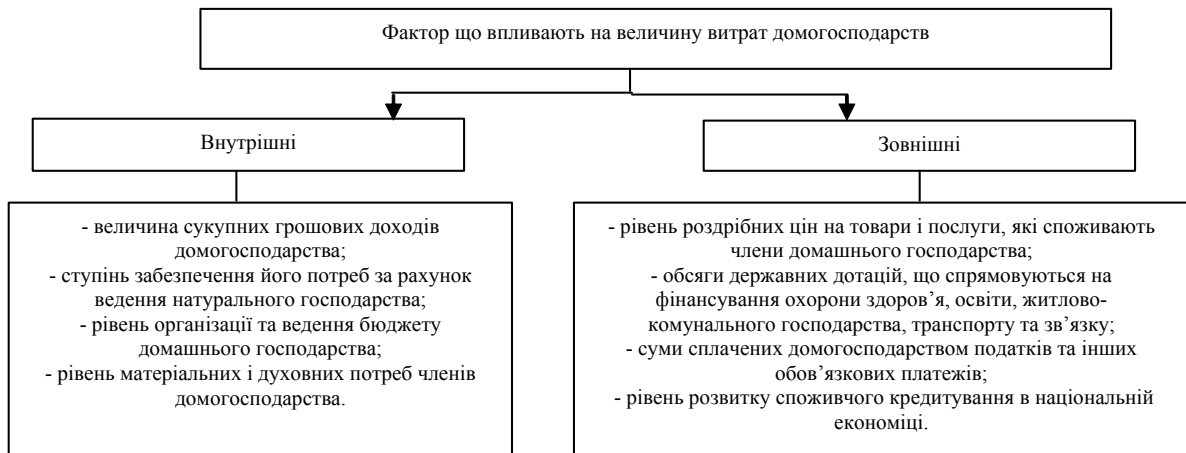 Фактор що впливають на величину витрат домогосподарств
Внутрішні
Зовнішні
- величина сукупних грошових доходів
домогосподарства;
- ступінь забезпечення його потреб за рахунок
ведення натурального господарства;
- рівень організації та ведення бюджету
домашнього господарства;
- рівень матеріальних і духовних потреб членів
домогосподарства.
- рівень роздрібних цін на товари і послуги, які споживають
члени домашнього господарства;
- обсяги державних дотацій, що спрямовуються на
фінансування охорони здоров’я, освіти, житлово-
комунального господарства, транспорту та зв’язку;
- суми сплачених домогосподарством податків та інших
обов’язкових платежів;
- рівень розвитку споживчого кредитування в національній
економіці.